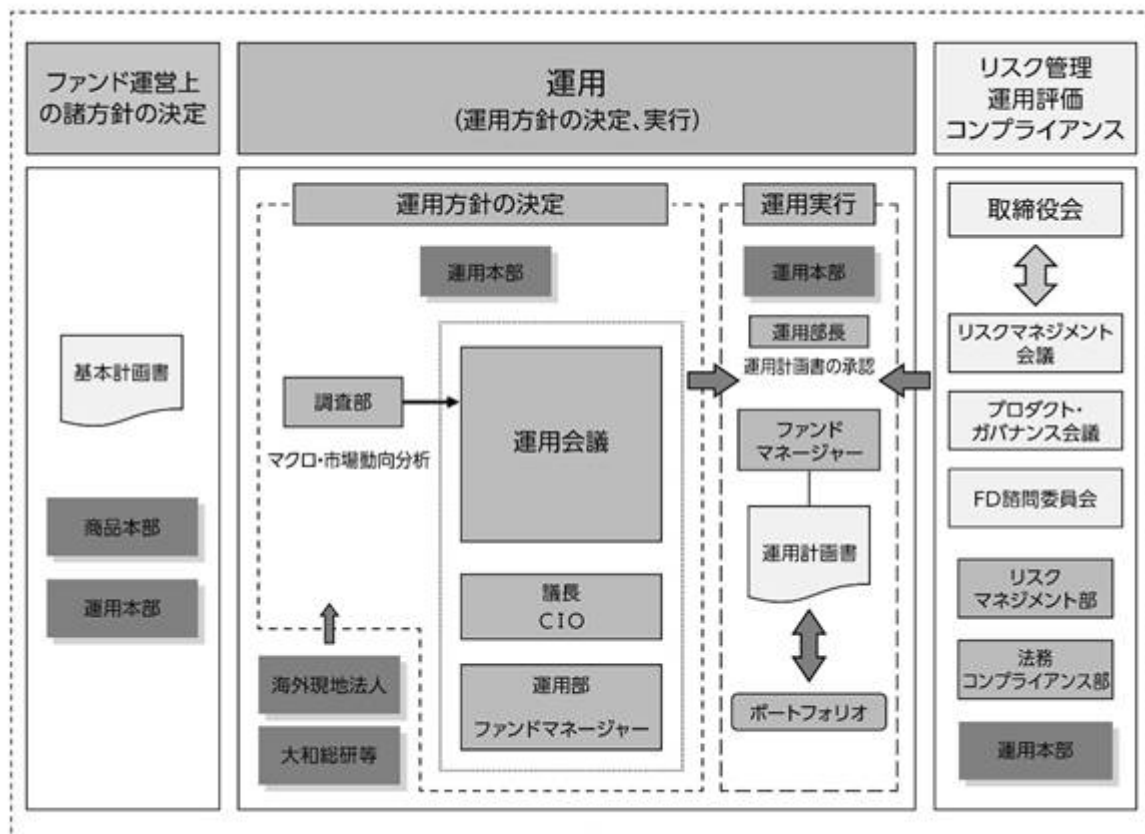 ファンド運営上
の諸方針の決定
基本計画書
商品本部
運用本部
運用
(運用方針の決定、実行)
運用方針の決定
運用本部
調査部
マクロ・市場動向分析
運用会議
議長
CIO
運用部
ファンドマネージャー
海外現地法人
大和総研等
運用実行
運用本部
運用部長
運用計画書の承認
ファンド
マネージャー
運用計画書
ポートフォリオ
リスク管理
運用評価
コンプライアンス
取締役会
リスクマネジメント
会議
プロダクト・
ガバナンス会議
FD諮問委員会
リスク
マネジメント部
法務
コンプライアンス部
運用本部